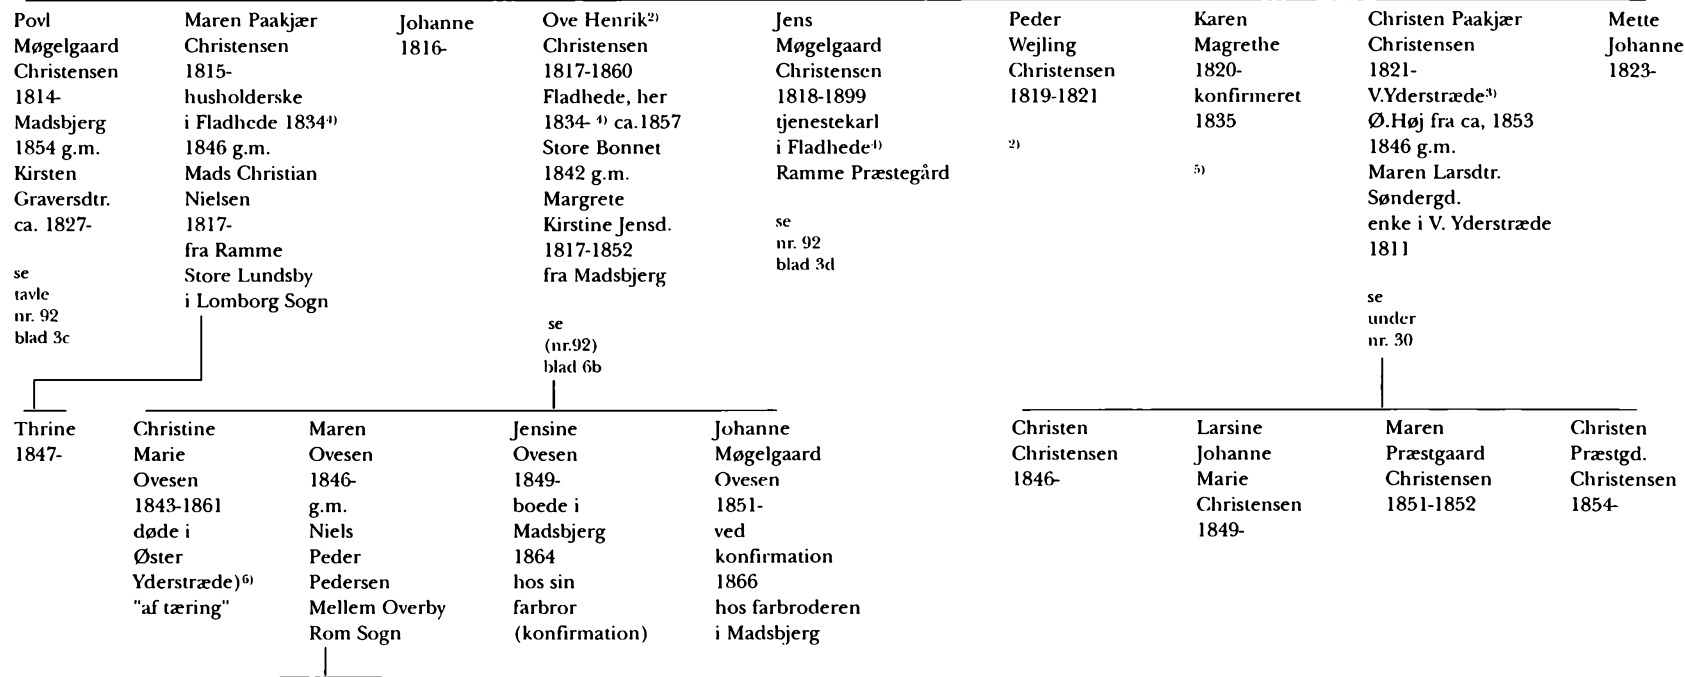 Povl
Møgelgaard
Christensen
1814-
Madsbjerg
1854 g.m.
Kirsten
Graversdtr.
ca. 1827-
se
tavle
nr. 92
blad 3c
Maren Paakjær
Christensen
1815-
husholderske
i Fladhede 1834⁴⁾
1846 g.m.
Mads Christian
Nielsen
1817-
fra Ramme
Store Lundsby
i Lomborg Sogn
Johanne
1816-
Ove Henrik²⁾
Christensen
1817-1860
Fladhede, her
1834- ⁴⁾ ca.1857
Store Bonnet
1842 g.m.
Margrete
Kirstine Jensd.
1817-1852
fra Madsbjerg
se
(nr.92)
blad 6b
Jens
Møgelgaard
Christensen
1818-1899
tjenestekarl
i Fladhede⁴⁾
Ramme Præstegård
se
nr. 92
blad 3d
Peder
Wejling
Christensen
1819-1821
²⁾
Karen
Magrethe
1820-
konfirmeret
1835
⁵⁾
Christen Paakjær
Christensen
1821-
V.Yderstræde³⁾
Ø.Høj fra ca, 1853
1846 g.m.
Maren Larsdtr.
Søndergd.
enke i V. Yderstræde
1811
se
under
nr. 30
Mette
Johanne
1823-
Thrine
1847-
Christine
Marie
Ovesen
1843-1861
døde i
Øster
Yderstræde)⁶⁾
"af tæring"
Maren
Ovesen
1846-
g.m.
Niels
Peder
Pedersen
Mellem Overby
Rom Sogn
Jensine
Ovesen
1849-
boede i
Madsbjerg
1864
hos sin
farbror
(konfirmation)
Johanne
Møgelgaard
Ovesen
1851-
ved
konfirmation
1866
hos farbroderen
i Madsbjerg
Christen
Christensen
1846-
Larsine
Johanne
Marie
Christensen
1849-
Maren
Præstgaard
Christensen
1851-1852
Christen
Præstgd.
Christensen
1854-